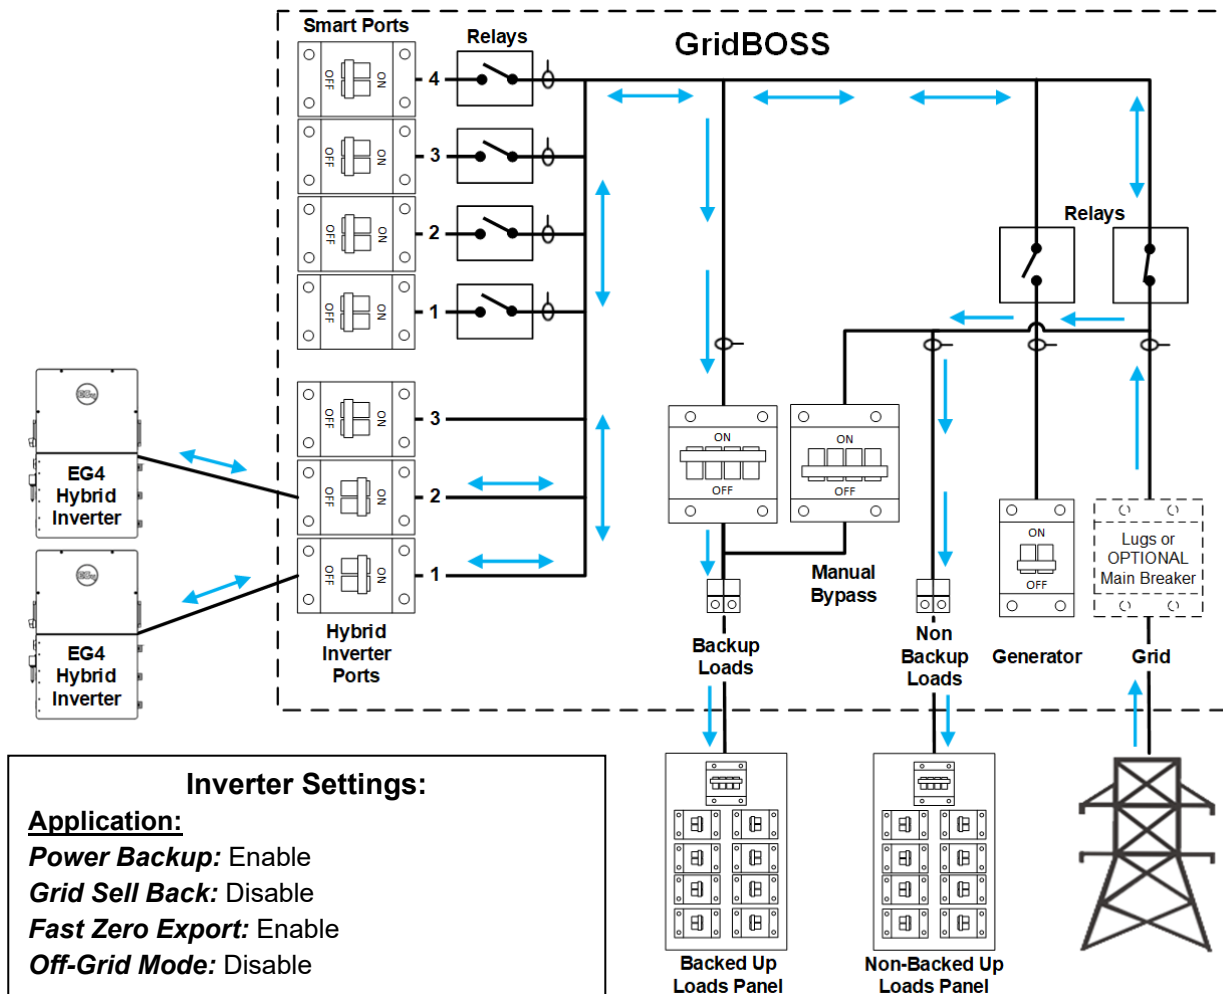 Smart Ports
Relays
GridBOSS
OFF ON 4
OFF ON 3
OFF ON 2
OFF ON 1
Relays
OFF ON 3
OFF ON 2
OFF ON 1
EG4
Hybrid
Inverter
EG4
Hybrid
Inverter
Hybrid
Inverter
Ports
ON
OFF
ON
OFF
Manual
Bypass
Backup
Loads
Non
Backup
Loads
ON
OFF
Generator
Lugs or
OPTIONAL
Main Breaker
Grid
Inverter Settings:
Application:
Power Backup: Enable
Grid Sell Back: Disable
Fast Zero Export: Enable
Off-Grid Mode: Disable
Backed Up
Loads Panel
Non-Backed Up
Loads Panel